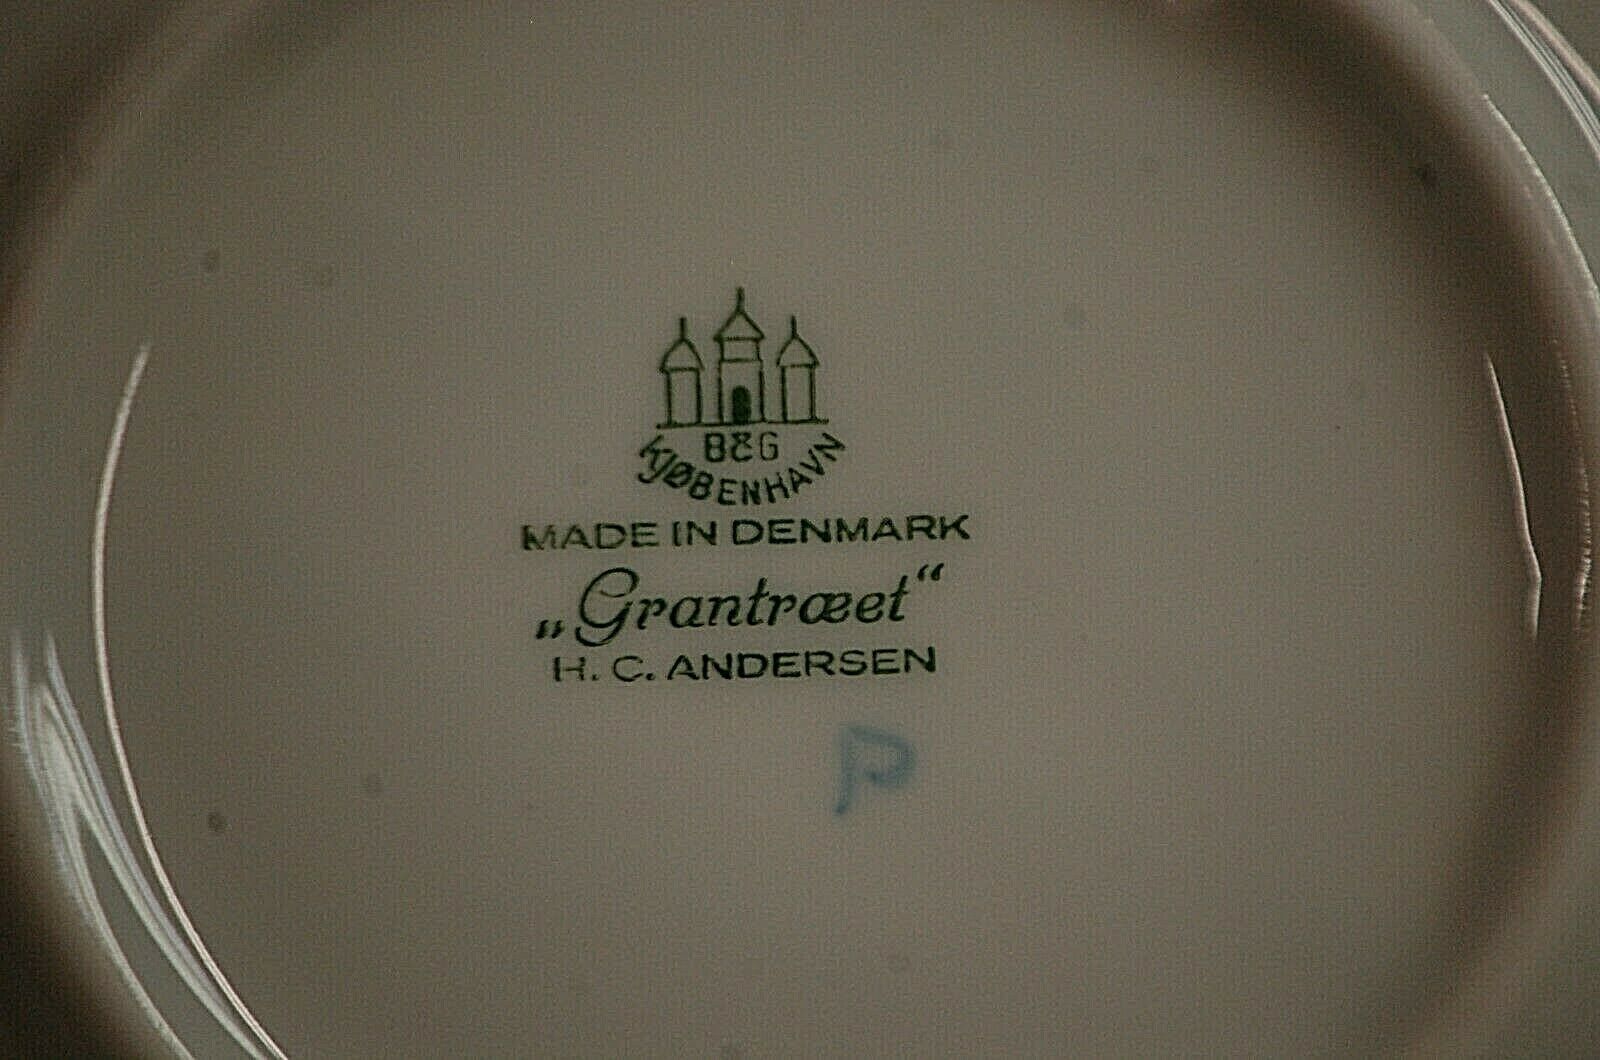 B&G
KJØBENHAVN
MADE IN DENMARK
„Grantræet“
H. C. ANDERSEN
P